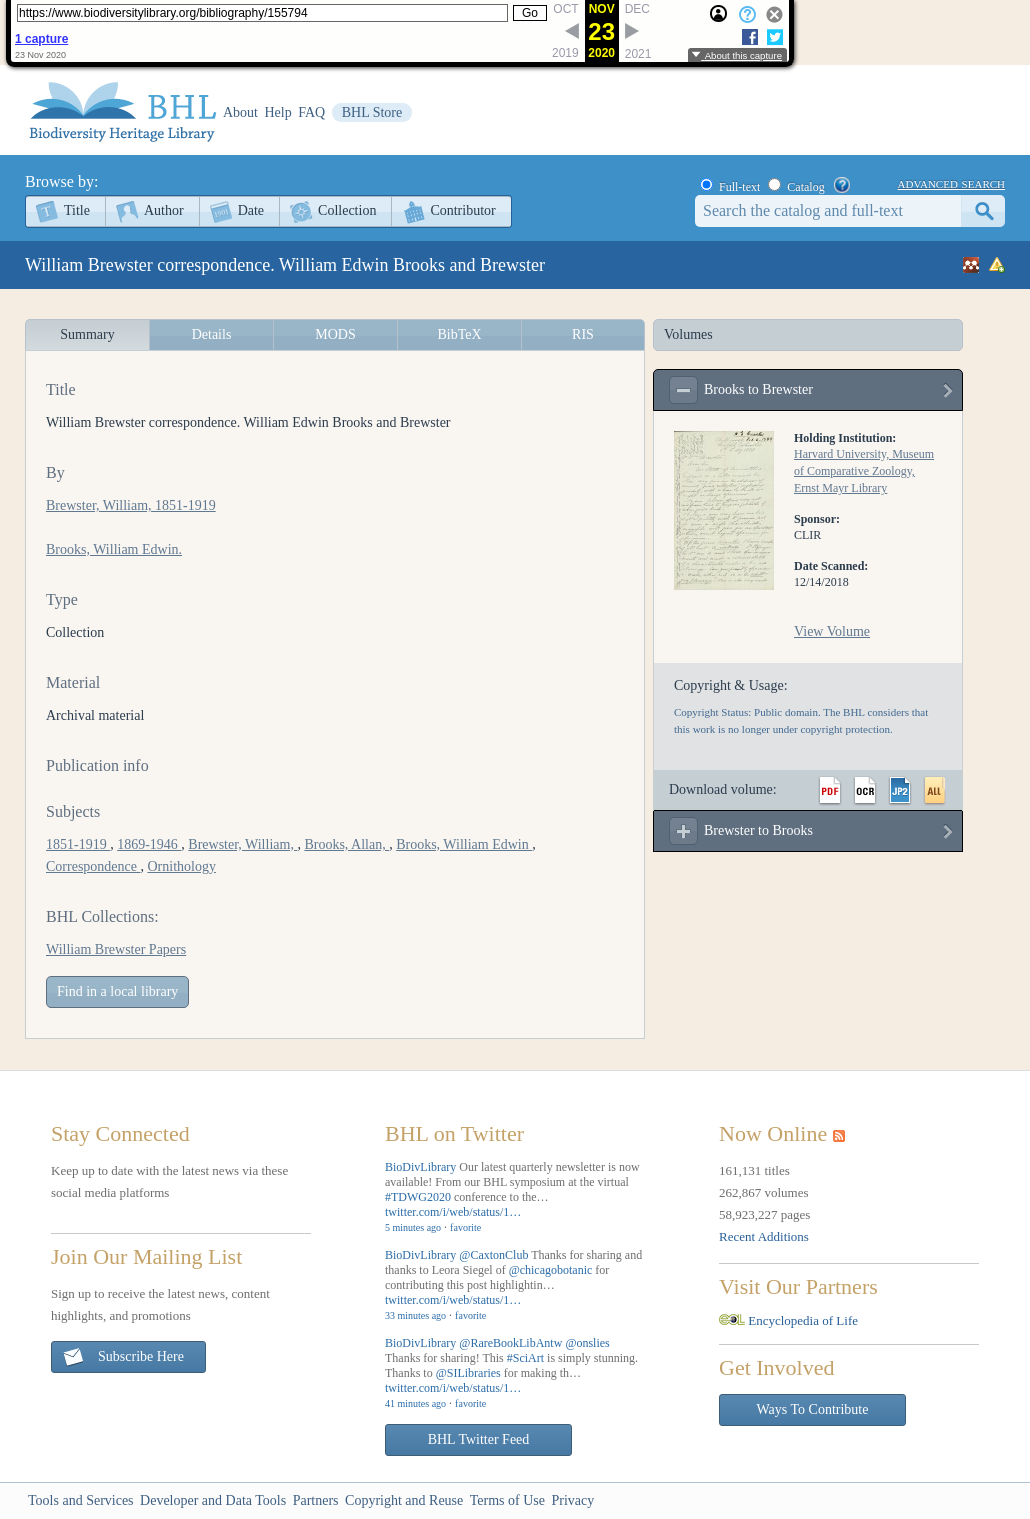 https://www.biodiversitylibrary.org/bibliography/155794
Go
OCT NOV DEC
23
2019 2020 2021
1 capture
23 Nov 2020
About this capture
BHL
Biodiversity Heritage Library
About Help FAQ BHL Store
Browse by:
Title Author Date Collection Contributor
Full-text Catalog ? ADVANCED SEARCH
Search the catalog and full-text
William Brewster correspondence. William Edwin Brooks and Brewster
Summary Details MODS BibTeX RIS
Title
William Brewster correspondence. William Edwin Brooks and Brewster
By
Brewster, William, 1851-1919
Brooks, William Edwin.
Type
Collection
Material
Archival material
Publication info
Subjects
1851-1919 , 1869-1946 , Brewster, William, , Brooks, Allan, , Brooks, William Edwin ,
Correspondence , Ornithology
BHL Collections:
William Brewster Papers
Find in a local library
Volumes
Brooks to Brewster
Holding Institution:
Harvard University, Museum
of Comparative Zoology,
Ernst Mayr Library
Sponsor:
CLIR
Date Scanned:
12/14/2018
View Volume
Copyright & Usage:
Copyright Status: Public domain. The BHL considers that
this work is no longer under copyright protection.
Download volume: PDF OCR JP2 ALL
Brewster to Brooks
Stay Connected
Keep up to date with the latest news via these
social media platforms
Join Our Mailing List
Sign up to receive the latest news, content
highlights, and promotions
Subscribe Here
BHL on Twitter
BioDivLibrary Our latest quarterly newsletter is now
available! From our BHL symposium at the virtual
#TDWG2020 conference to the…
twitter.com/i/web/status/1…
5 minutes ago · favorite
BioDivLibrary @CaxtonClub Thanks for sharing and
thanks to Leora Siegel of @chicagobotanic for
contributing this post highlightin…
twitter.com/i/web/status/1…
33 minutes ago · favorite
BioDivLibrary @RareBookLibAntw @onslies
Thanks for sharing! This #SciArt is simply stunning.
Thanks to @SILibraries for making th…
twitter.com/i/web/status/1…
41 minutes ago · favorite
BHL Twitter Feed
Now Online
161,131 titles
262,867 volumes
58,923,227 pages
Recent Additions
Visit Our Partners
Encyclopedia of Life
Get Involved
Ways To Contribute
Tools and Services Developer and Data Tools Partners Copyright and Reuse Terms of Use Privacy